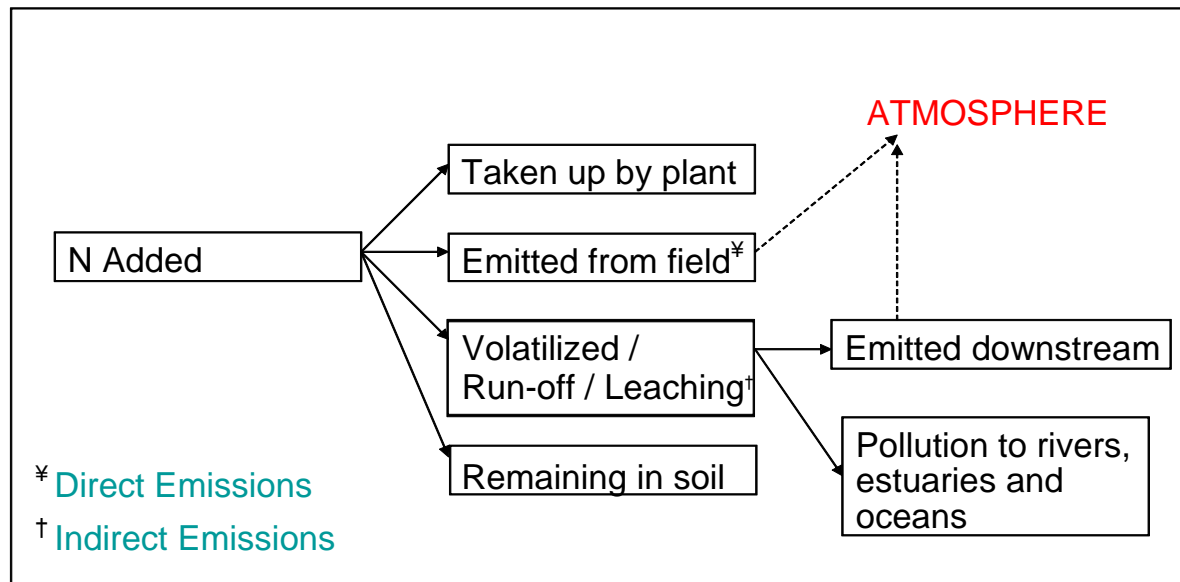 ATMOSPHERE
Taken up by plant
N Added
Emitted from field¥
Volatilized /
Run-off / Leaching†
Emitted downstream
Remaining in soil
Pollution to rivers,
estuaries and
oceans
¥ Direct Emissions
† Indirect Emissions